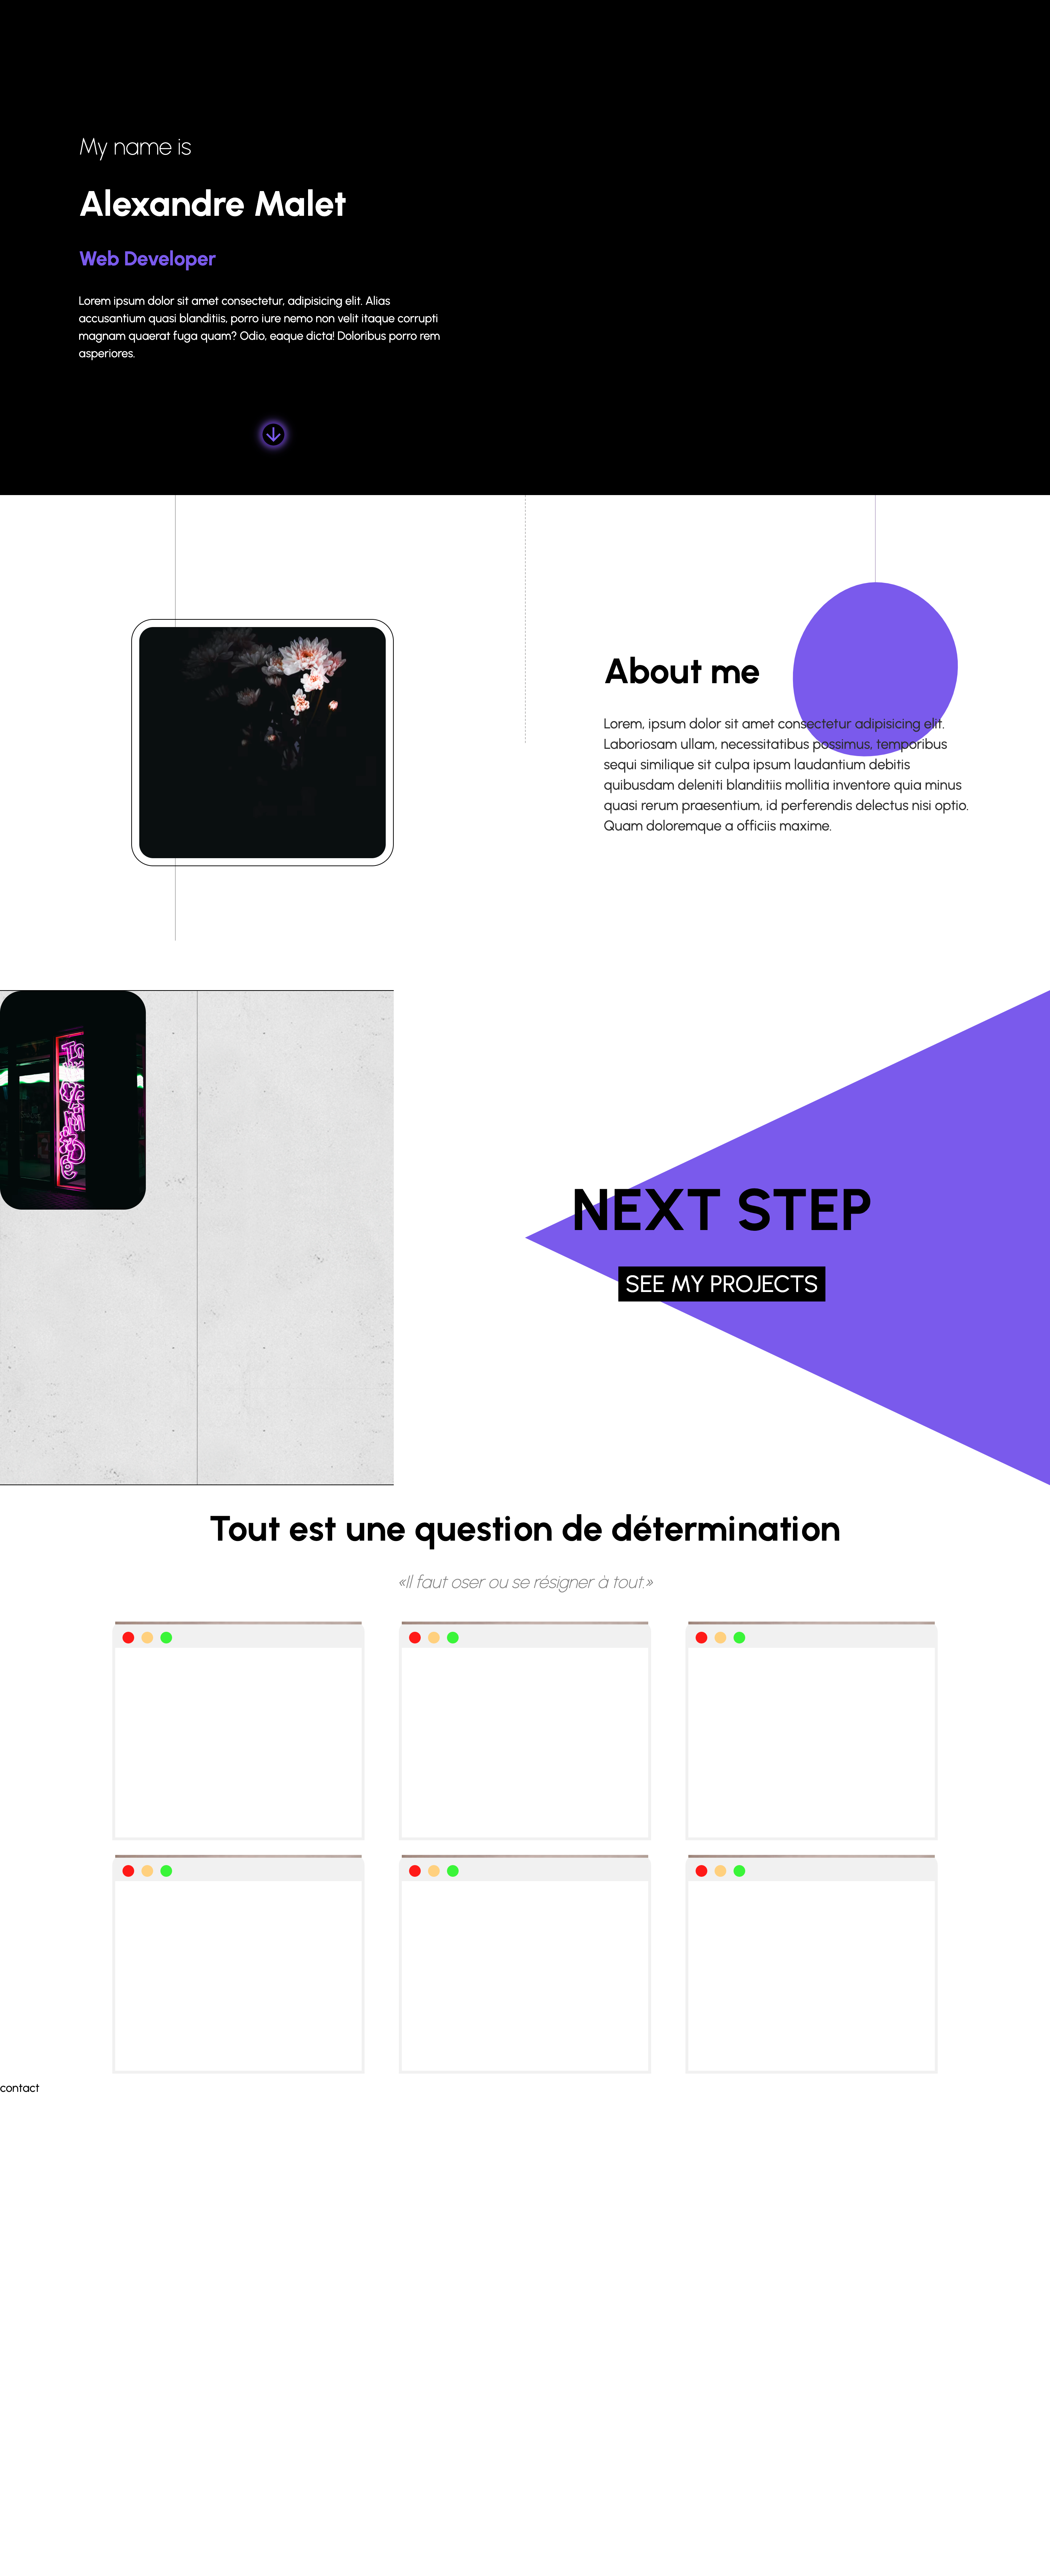 My name is
Alexandre Malet
Web Developer
Lorem ipsum dolor sit amet consectetur, adipisicing elit. Alias
accusantium quasi blanditiis, porro iure nemo non velit itaque corrupti
magnam quaerat fuga quam? Odio, eaque dicta! Doloribus porro rem
asperiores.
About me
Lorem, ipsum dolor sit amet consectetur adipisicing elit.
Laboriosam ullam, necessitatibus possimus, temporibus
sequi similique sit culpa ipsum laudantium debitis
quibusdam deleniti blanditiis mollitia inventore quia minus
quasi rerum praesentium, id perferendis delectus nisi optio.
Quam doloremque a officiis maxime.
NEXT STEP
SEE MY PROJECTS
Tout est une question de détermination
«Il faut oser ou se résigner à tout.»
contact